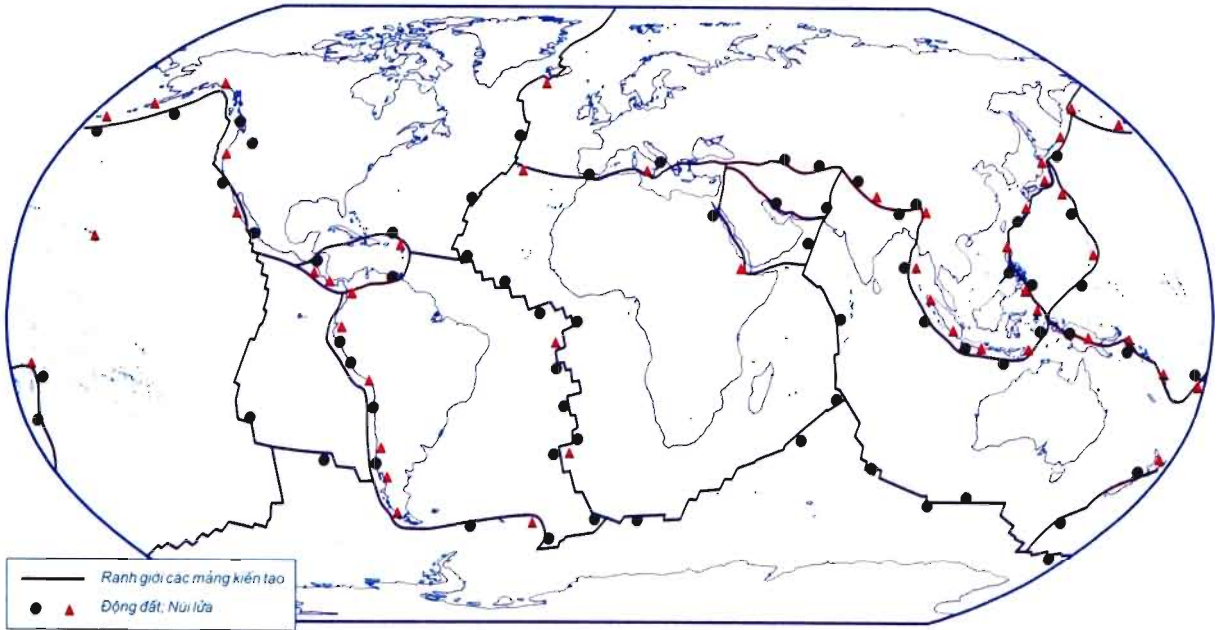 Ranh giới các mảng kiến tạo
Động đất; Núi lửa